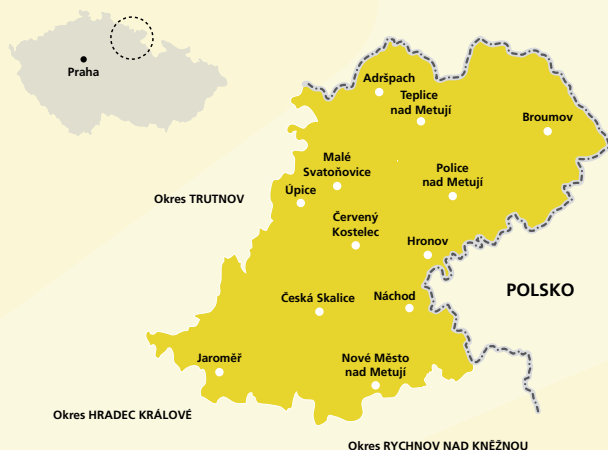 Praha
Adršpach
Teplice
nad Metují
Broumov
Malé
Svatoňovice
Police
nad Metují
Úpice
Okres TRUTNOV
Červený
Kostelec
Hronov
POLSKO
Česká Skalice
Náchod
Jaroměř
Nové Město
nad Metují
Okres HRADEC KRÁLOVÉ
Okres RYCHNOV NAD KNĚŽNOU